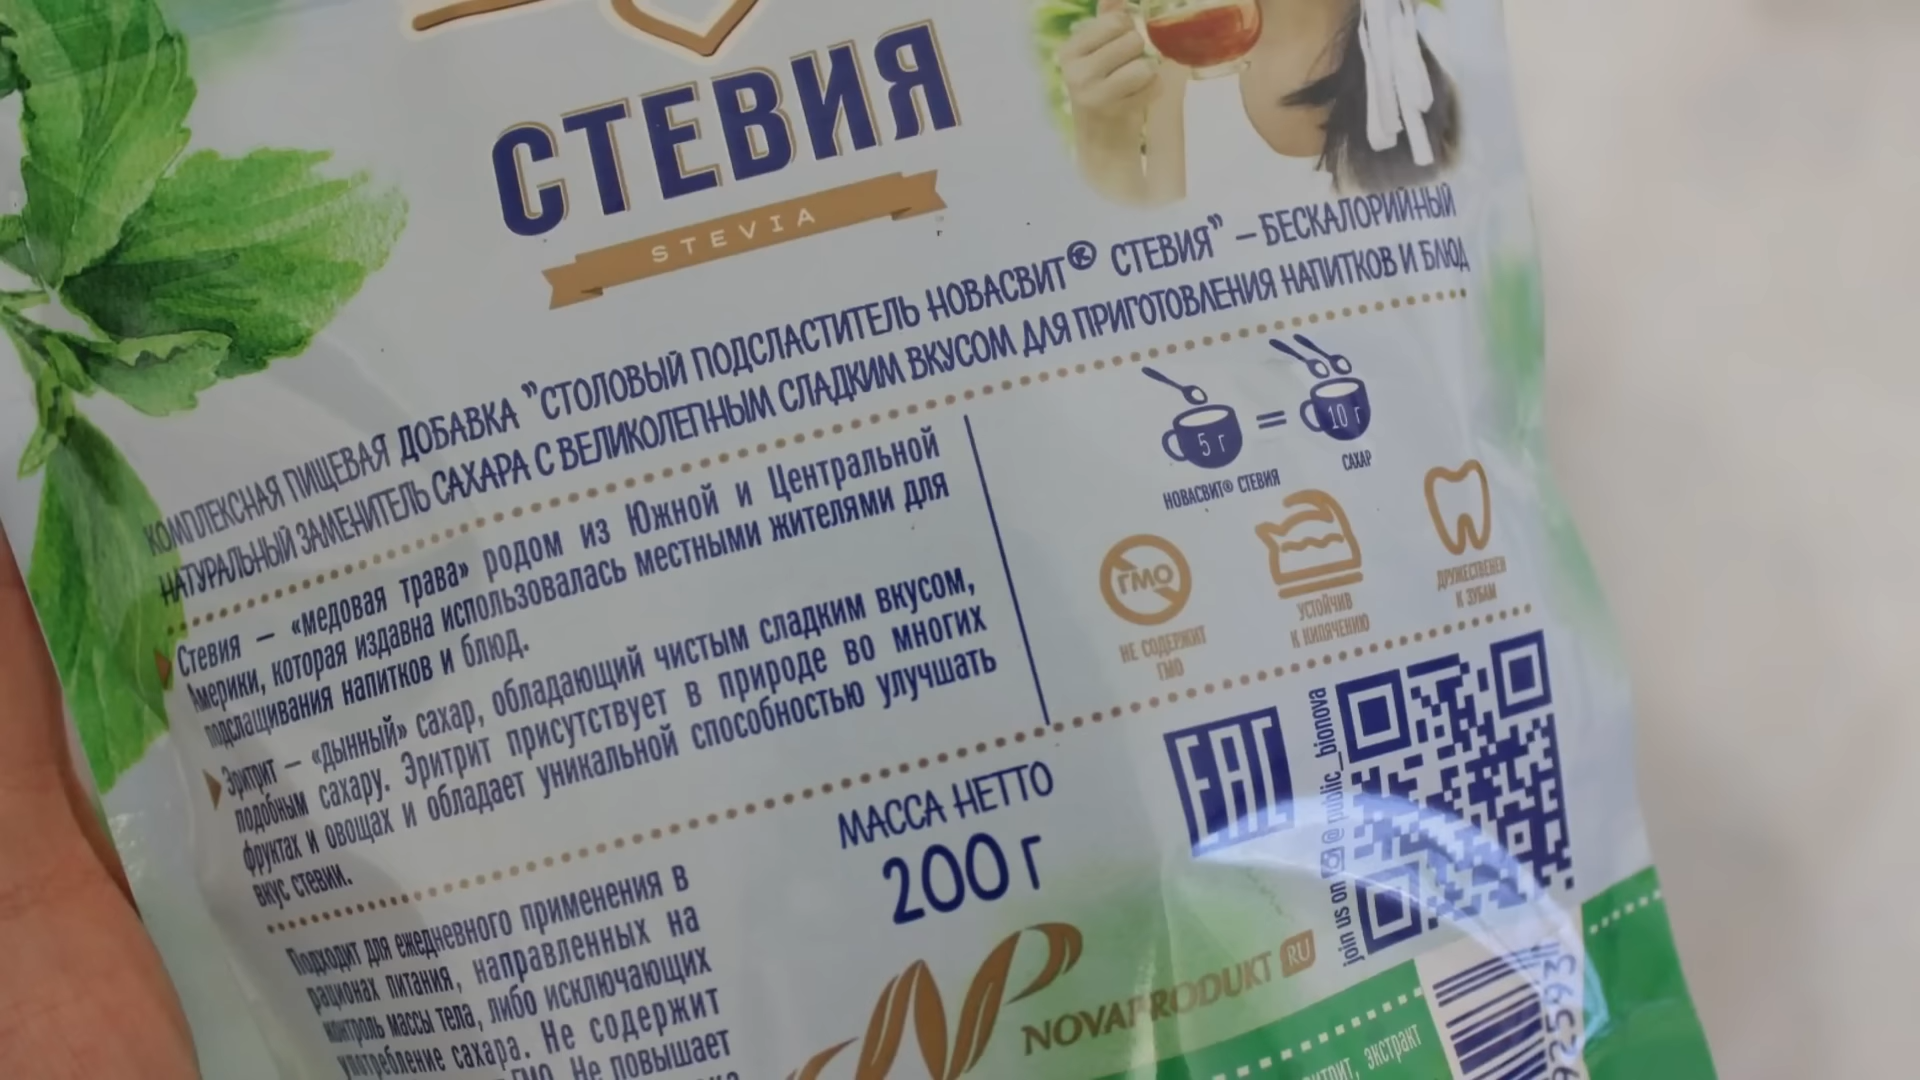 СТЕВИЯ
STEVIA
КОМПЛЕКСНАЯ ПИЩЕВАЯ ДОБАВКА "СТОЛОВЫЙ ПОДСЛАСТИТЕЛЬ НОВАСВИТ® СТЕВИЯ" – БЕСКАЛОРИЙНЫЙ
НАТУРАЛЬНЫЙ ЗАМЕНИТЕЛЬ САХАРА С ВЕЛИКОЛЕПНЫМ СЛАДКИМ ВКУСОМ ДЛЯ ПРИГОТОВЛЕНИЯ НАПИТКОВ И БЛЮД
Стевия – «медовая трава» родом из Южной и Центральной
Америки, которая издавна использовалась местными жителями для
подслащивания напитков и блюд.
Эритрит – «дынный» сахар, обладающий чистым сладким вкусом,
подобным сахару. Эритрит присутствует в природе во многих
фруктах и овощах и обладает уникальной способностью улучшать
вкус стевии.
5 г = 10 г
НОВАСВИТ® СТЕВИЯ
САХАР
ГМО
НЕ СОДЕРЖИТ
ГМО
УСТОЙЧИВ
К КИПЯЧЕНИЮ
ДРУЖЕСТВЕНЕН
К ЗУБАМ
Подходит для ежедневного применения в
рационах питания, направленных на
контроль массы тела, либо исключающих
употребление сахара. Не содержит
ГМО. Не повышает
МАССА НЕТТО
200 г
EAC
join us on @ public_bionova
NOVAPRODUKT RU
экстракт